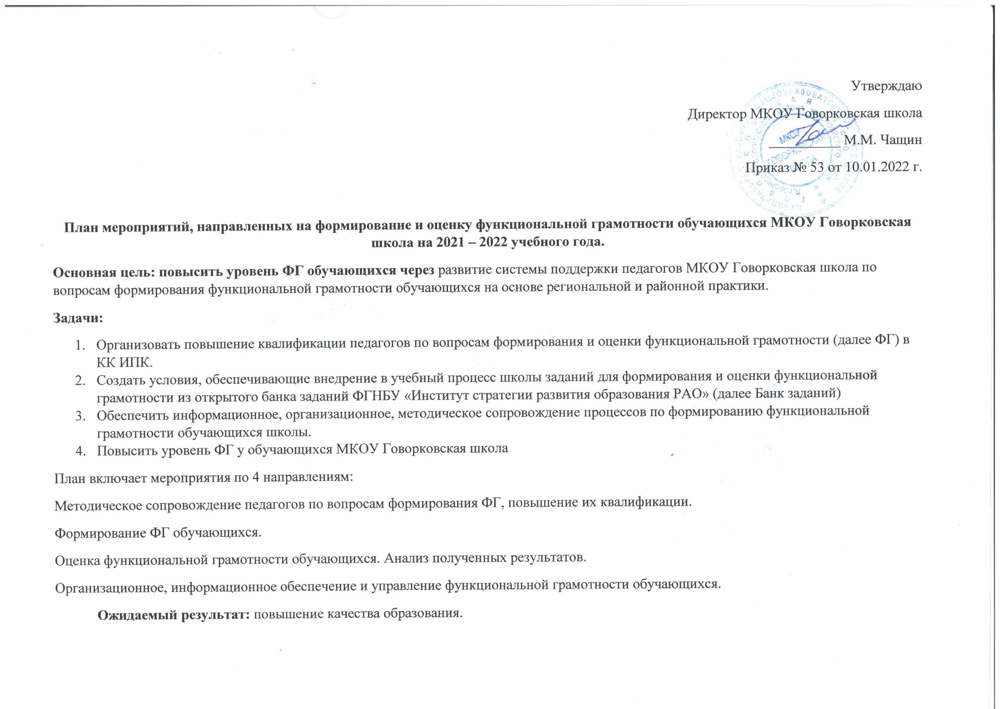 Утверждаю
Директор МКОУ Говорковская школа
__________ М.М. Чащин
Приказ № 53 от 10.01.2022 г.
МКОУ
ГОВОРКОВСКАЯ
ШКОЛА
План мероприятий, направленных на формирование и оценку функциональной грамотности обучающихся МКОУ Говорковская
школа на 2021 – 2022 учебного года.
Основная цель: повысить уровень ФГ обучающихся через развитие системы поддержки педагогов МКОУ Говорковская школа по
вопросам формирования функциональной грамотности обучающихся на основе региональной и районной практики.
Задачи:
1. Организовать повышение квалификации педагогов по вопросам формирования и оценки функциональной грамотности (далее ФГ) в
КК ИПК.
2. Создать условия, обеспечивающие внедрение в учебный процесс школы заданий для формирования и оценки функциональной
грамотности из открытого банка заданий ФГНБУ «Институт стратегии развития образования РАО» (далее Банк заданий)
3. Обеспечить информационное, организационное, методическое сопровождение процессов по формированию функциональной
грамотности обучающихся школы.
4. Повысить уровень ФГ у обучающихся МКОУ Говорковская школа
План включает мероприятия по 4 направлениям:
Методическое сопровождение педагогов по вопросам формирования ФГ, повышение их квалификации.
Формирование ФГ обучающихся.
Оценка функциональной грамотности обучающихся. Анализ полученных результатов.
Организационное, информационное обеспечение и управление функциональной грамотности обучающихся.
Ожидаемый результат: повышение качества образования.